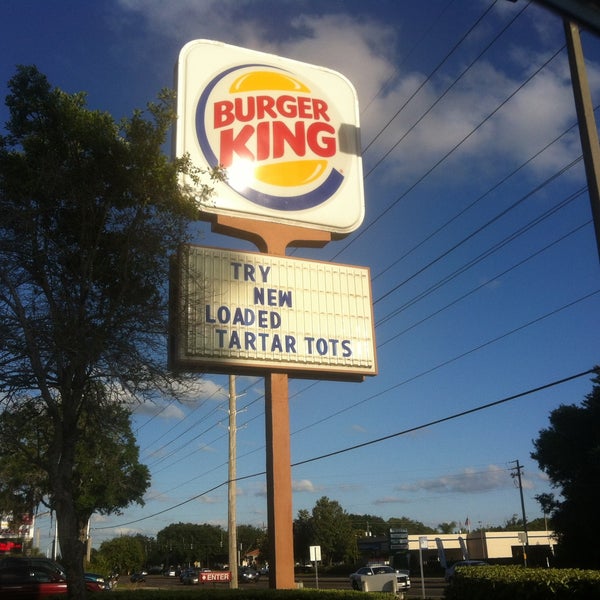 BURGER
KING
TRY
NEW
LOADED
TARTAR TOTS
ENTER